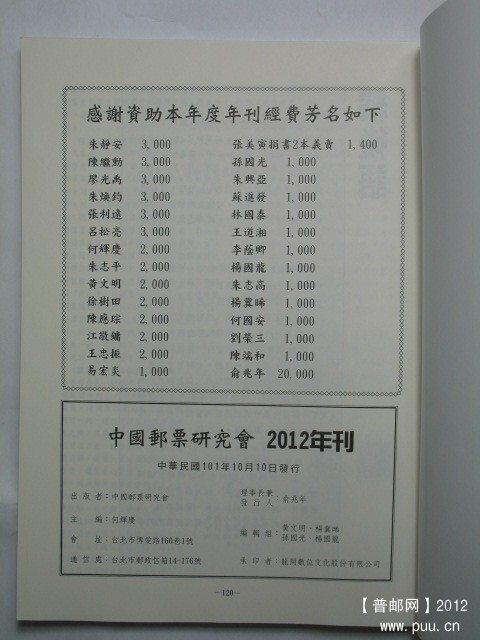 感謝資助本年度年刊經費芳名如下
朱靜安 3,000 張美寅捐書2本義賣 1,400
陳繼勳 3,000 孫國光 1,000
廖光禹 3,000 朱興亞 1,000
朱煥鈞 3,000 蘇進發 1,000
張利遠 3,000 林國泰 1,000
呂松亮 3,000 王道湘 1,000
何輝慶 2,000 李蔭卿 1,000
朱志平 2,000 楊國龍 1,000
黃文明 2,000 朱志高 1,000
徐樹田 2,000 楊冀晞 1,000
陳應琮 2,000 何國安 1,000
江敬鏞 2,000 劉榮三 1,000
王忠振 2,000 陳端和 1,000
易宏炎 1,000 俞兆年 20,000
中國郵票研究會 2012年刊
中華民國101年10月10日發行
出版者:中國郵票研究會 理事長兼發行人:俞兆年
主編:何輝慶 編輯組:黃文明、楊冀晞
會址:台北市博愛路160巷1號 孫國光、楊國龍
通信處:台北市郵政信箱14-176號 承印者:龍岡數位文化股份有限公司
－120－
【普邮网】2012
www.puu.cn